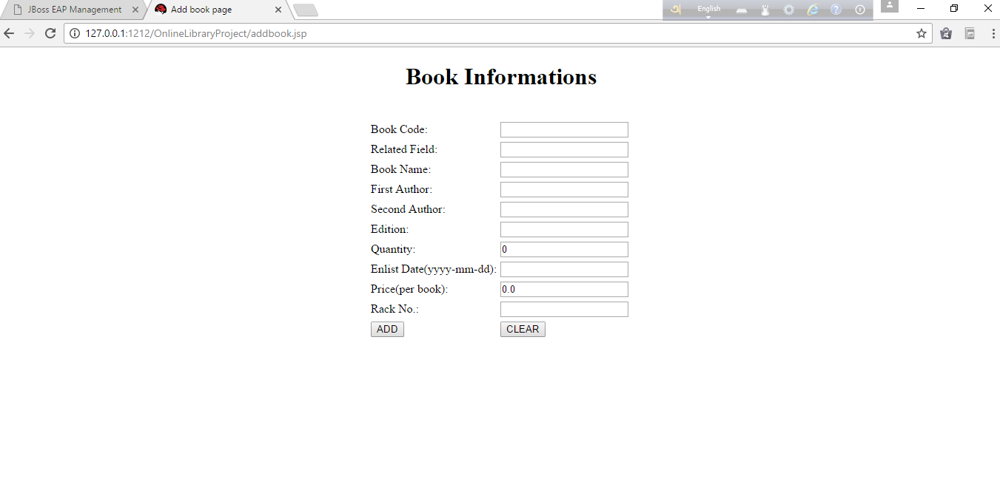 JBoss EAP Management
Add book page
English
127.0.0.1:1212/OnlineLibraryProject/addbook.jsp
Book Informations
Book Code:
Related Field:
Book Name:
First Author:
Second Author:
Edition:
Quantity: 0
Enlist Date(yyyy-mm-dd):
Price(per book): 0.0
Rack No.:
ADD CLEAR